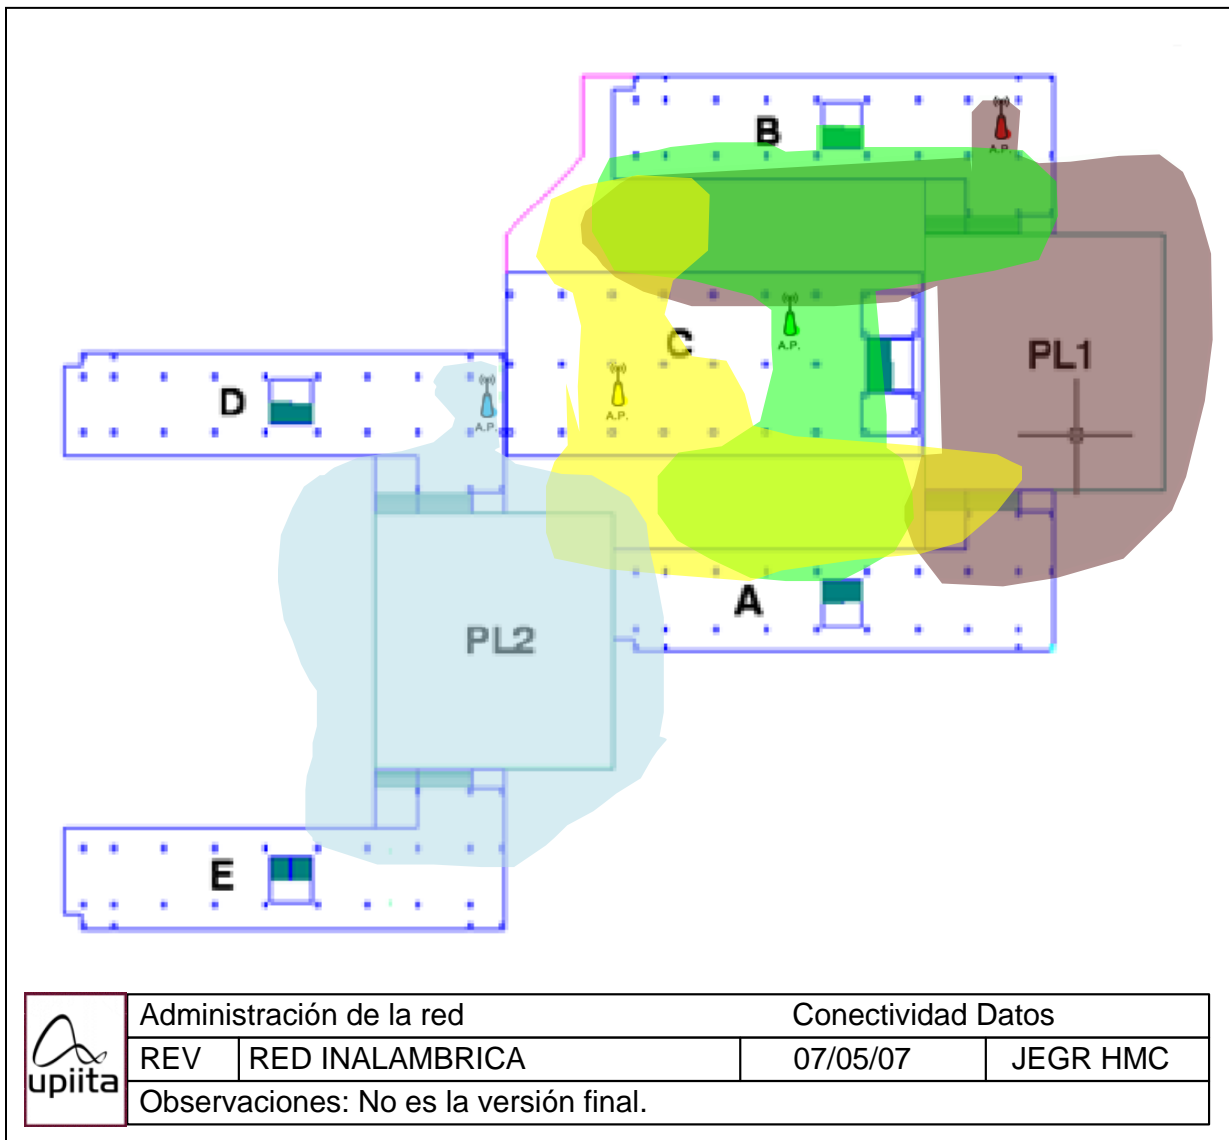 B
A.P.
C
A.P.
PL1
D
A.P.
A.P.
A
PL2
E
Administración de la red Conectividad Datos
REV RED INALAMBRICA 07/05/07 JEGR HMC
upiita
Observaciones: No es la versión final.